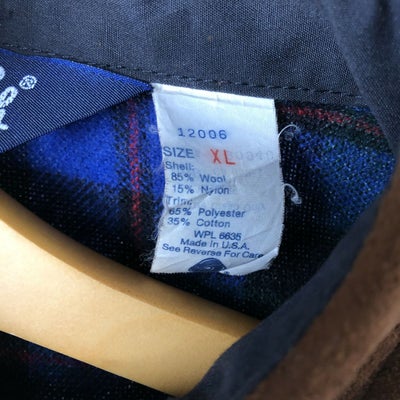 12006
SIZE XL
Shell:
85% Wool
15% Nylon
Trim:
65% Polyester
35% Cotton
WPL 6635
Made in U.S.A.
See Reverse For Care